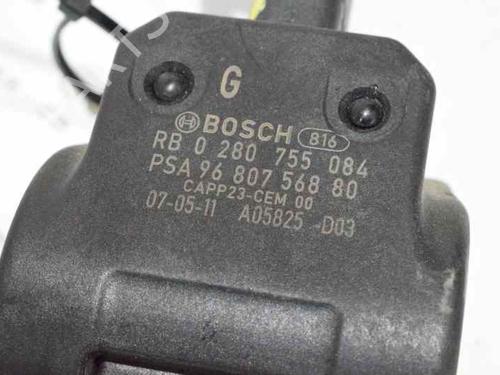 G
BOSCH 816
RB 0 280 755 084
PSA 96 807 568 80
CAPP23-CEM 00
07-05-11 A05825 -D03